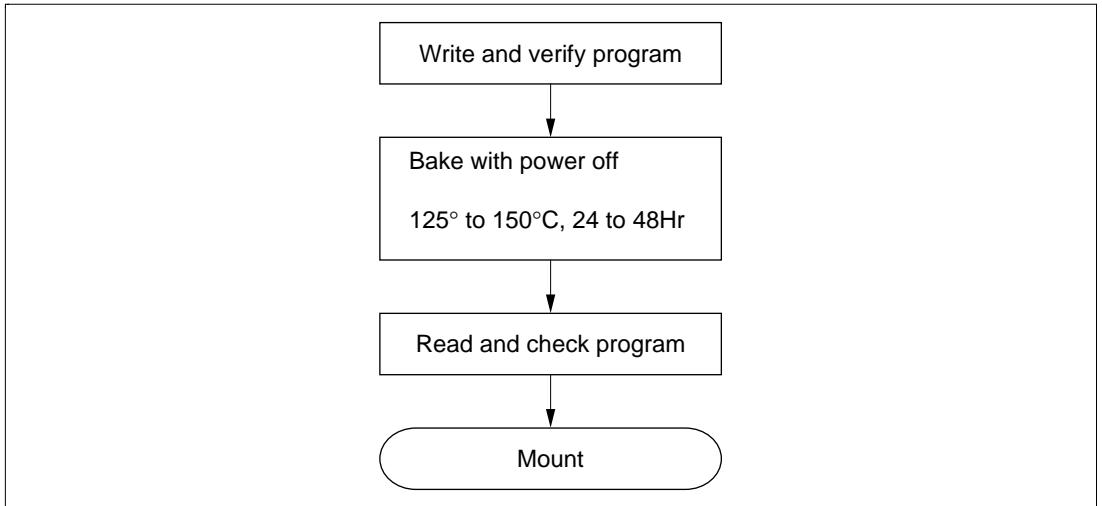 Write and verify program
Bake with power off
125° to 150°C, 24 to 48Hr
Read and check program
Mount